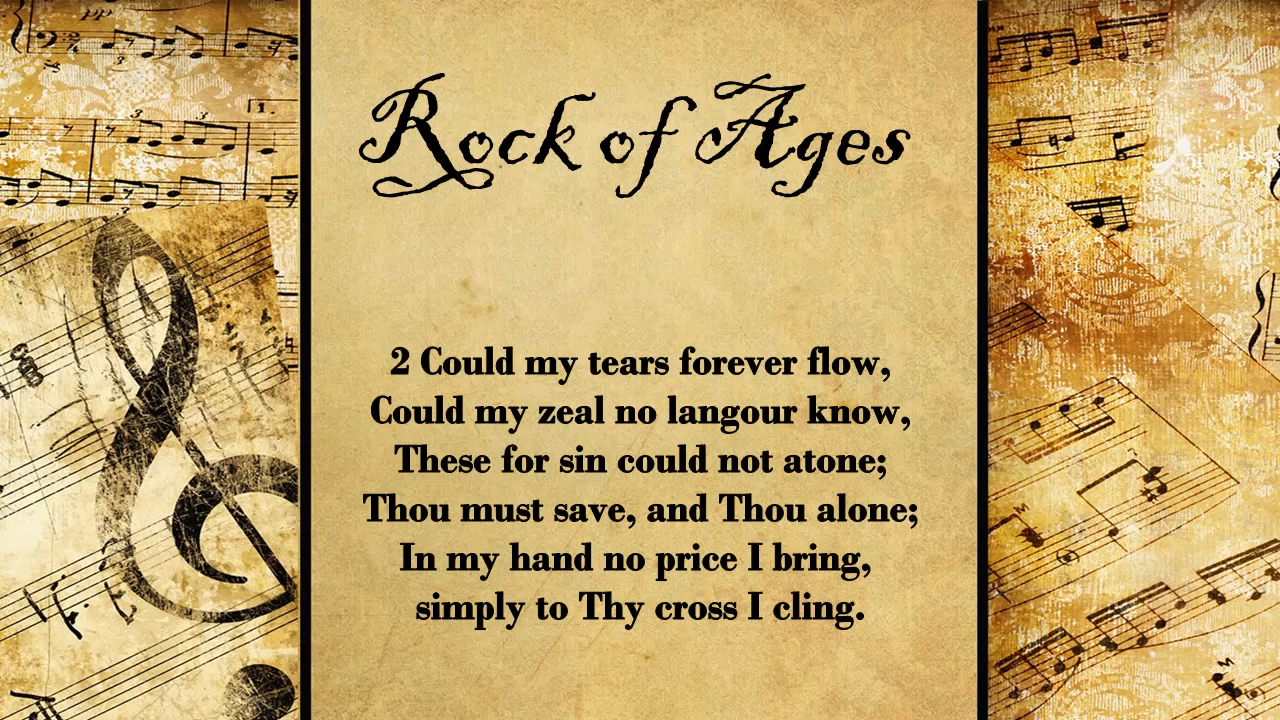 Rock of Ages
2 Could my tears forever flow,
Could my zeal no langour know,
These for sin could not atone;
Thou must save, and Thou alone;
In my hand no price I bring,
simply to Thy cross I cling.